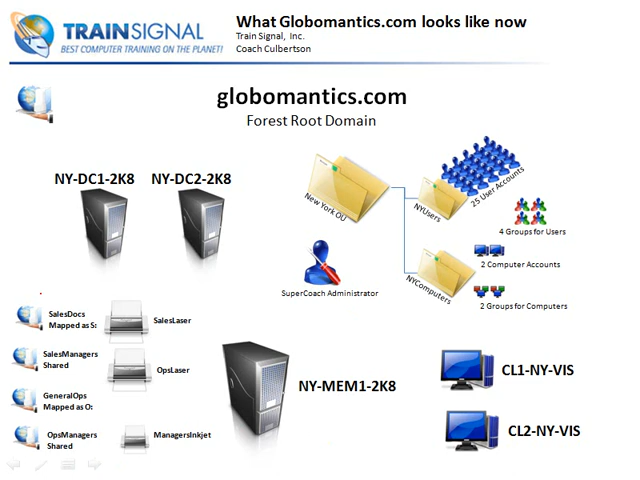 TRAINSIGNAL
BEST COMPUTER TRAINING ON THE PLANET!
What Globomantics.com looks like now
Train Signal, Inc.
Coach Culbertson
globomantics.com
Forest Root Domain
NY-DC1-2K8
NY-DC2-2K8
New York OU
NYUsers
25 User Accounts
4 Groups for Users
NYComputers
2 Computer Accounts
2 Groups for Computers
SuperCoach Administrator
SalesDocs
Mapped as S:
SalesLaser
SalesManagers
Shared
OpsLaser
GeneralOps
Mapped as O:
OpsManagers
Shared
ManagersInkjet
NY-MEM1-2K8
CL1-NY-VIS
CL2-NY-VIS